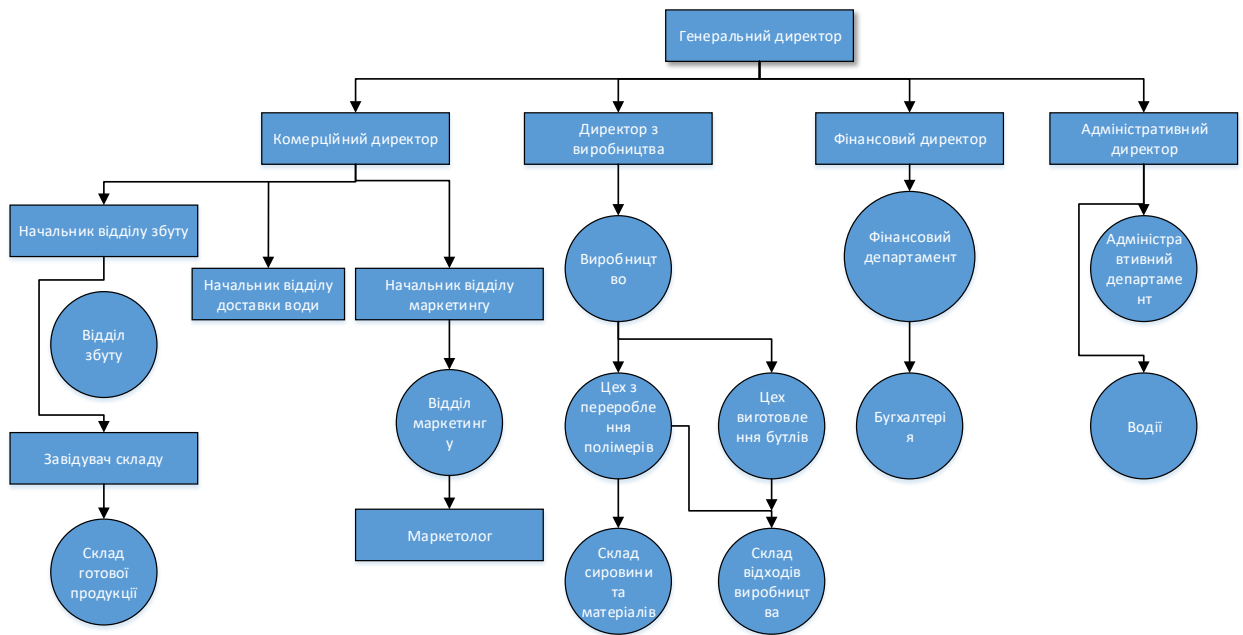 Генеральний директор
Комерційний директор
Директор з
виробництва
Фінансовий директор
Адміністративний
директор
Начальник відділу збуту
Начальник відділу
доставки води
Начальник відділу
маркетингу
Виробницт
во
Фінансовий
департамент
Адміністра
втивний
департаме
нт
Відділ
збуту
Відділ
маркетинг
у
Цех з
переробле
ння
полімерів
Цех
виготовле
ння бутлів
Бугхалтері
я
Водії
Завідувач складу
Маркетолог
Склад
готової
продукції
Склад
сировини
та
матеріалів
Склад
відходів
виробницт
ва